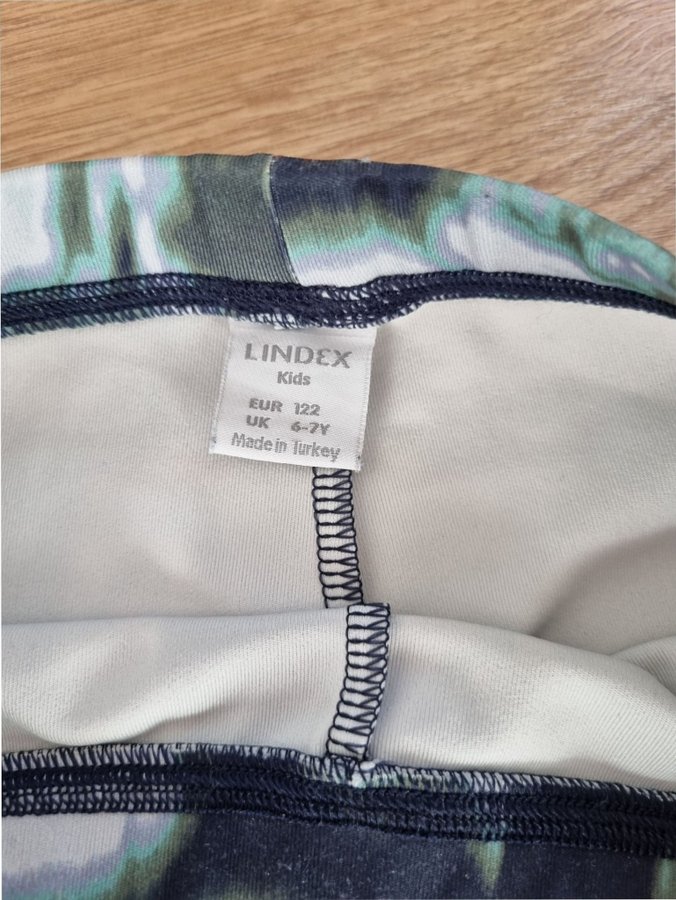 LINDEX
Kids
EUR 122
UK 6-7Y
Made in Turkey